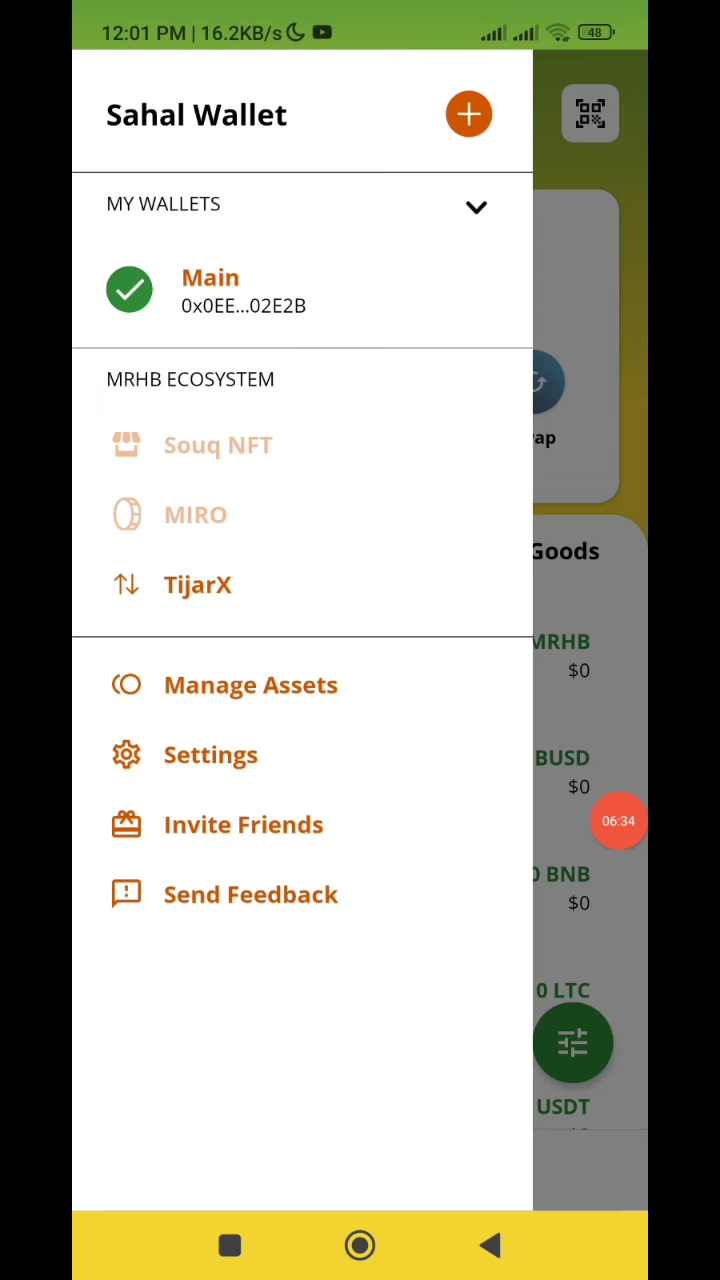 12:01 PM | 16.2KB/s
48
Sahal Wallet
MY WALLETS
Main
0x0EE...02E2B
MRHB ECOSYSTEM
Souq NFT
MIRO
TijarX
Manage Assets
Settings
Invite Friends
Send Feedback
ap
Goods
MRHB
$0
BUSD
$0
06:34
0 BNB
$0
0 LTC
USDT